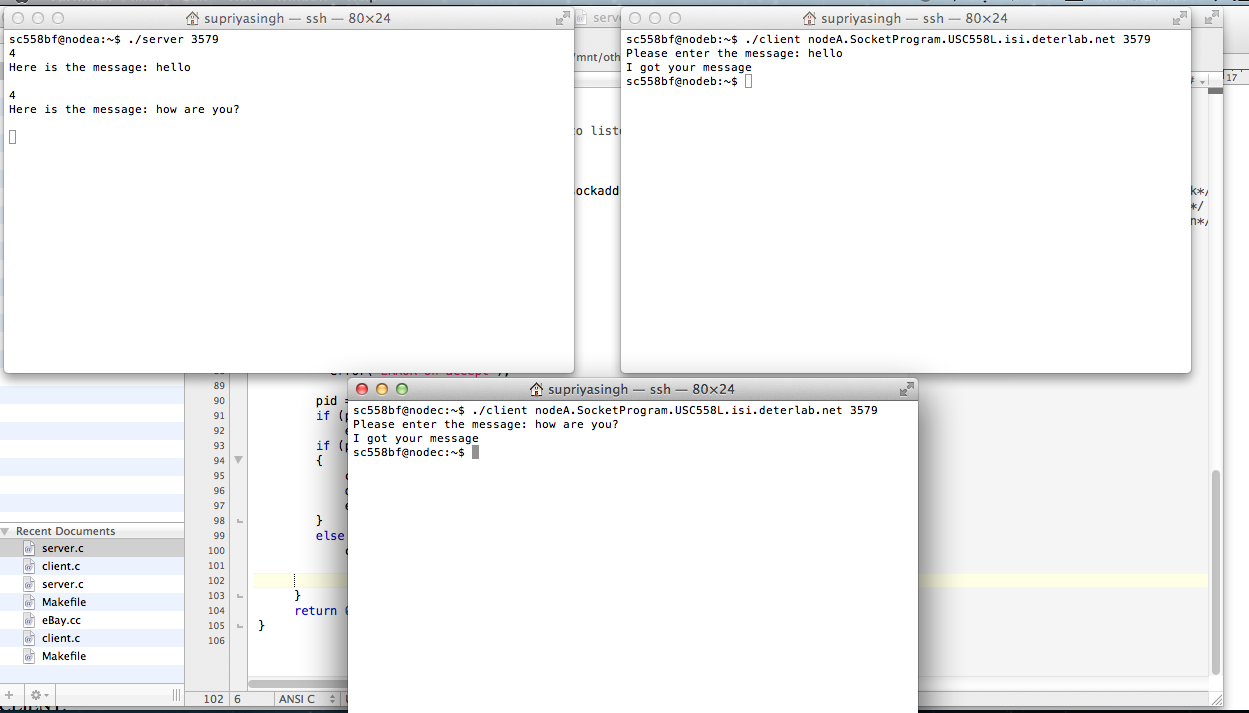 supriyasingh — ssh — 80×24
sc558bf@nodea:~$ ./server 3579
4
Here is the message: hello
4
Here is the message: how are you?
serv
/mnt/oth
o liste
ockadd
supriyasingh — ssh — 80×24
sc558bf@nodeb:~$ ./client nodeA.SocketProgram.USC558L.isi.deterlab.net 3579
Please enter the message: hello
I got your message
sc558bf@nodeb:~$
17
k*/
*/
n*/
89
90 pid =
91 if (p
92 e
93 if (p
94 {
95
96
97 e
98 }
99 else
100
101
102
103 }
104 return 0
105 }
106
supriyasingh — ssh — 80×24
sc558bf@nodec:~$ ./client nodeA.SocketProgram.USC558L.isi.deterlab.net 3579
Please enter the message: how are you?
I got your message
sc558bf@nodec:~$
Recent Documents
server.c
client.c
server.c
Makefile
eBay.cc
client.c
Makefile
102 6 ANSI C